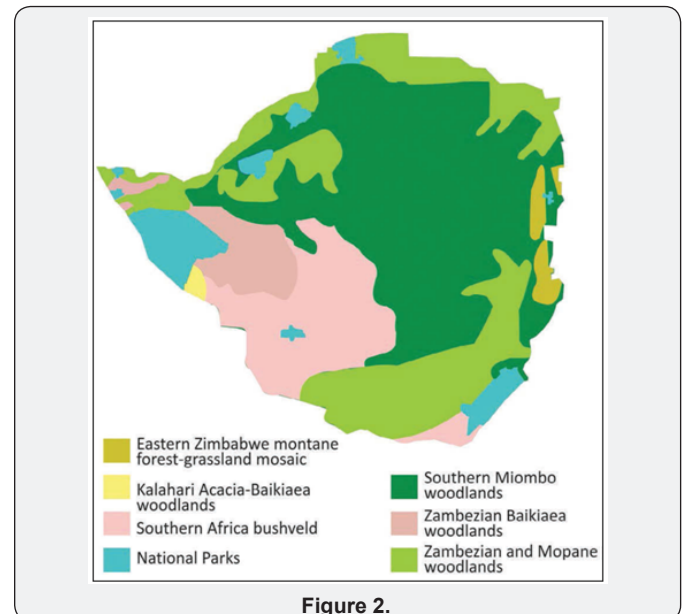 Eastern Zimbabwe montane
forest-grassland mosaic
Kalahari Acacia-Baikiaea
woodlands
Southern Africa bushveld
National Parks
Southern Miombo
woodlands
Zambezian Baikiaea
woodlands
Zambezian and Mopane
woodlands
Figure 2.